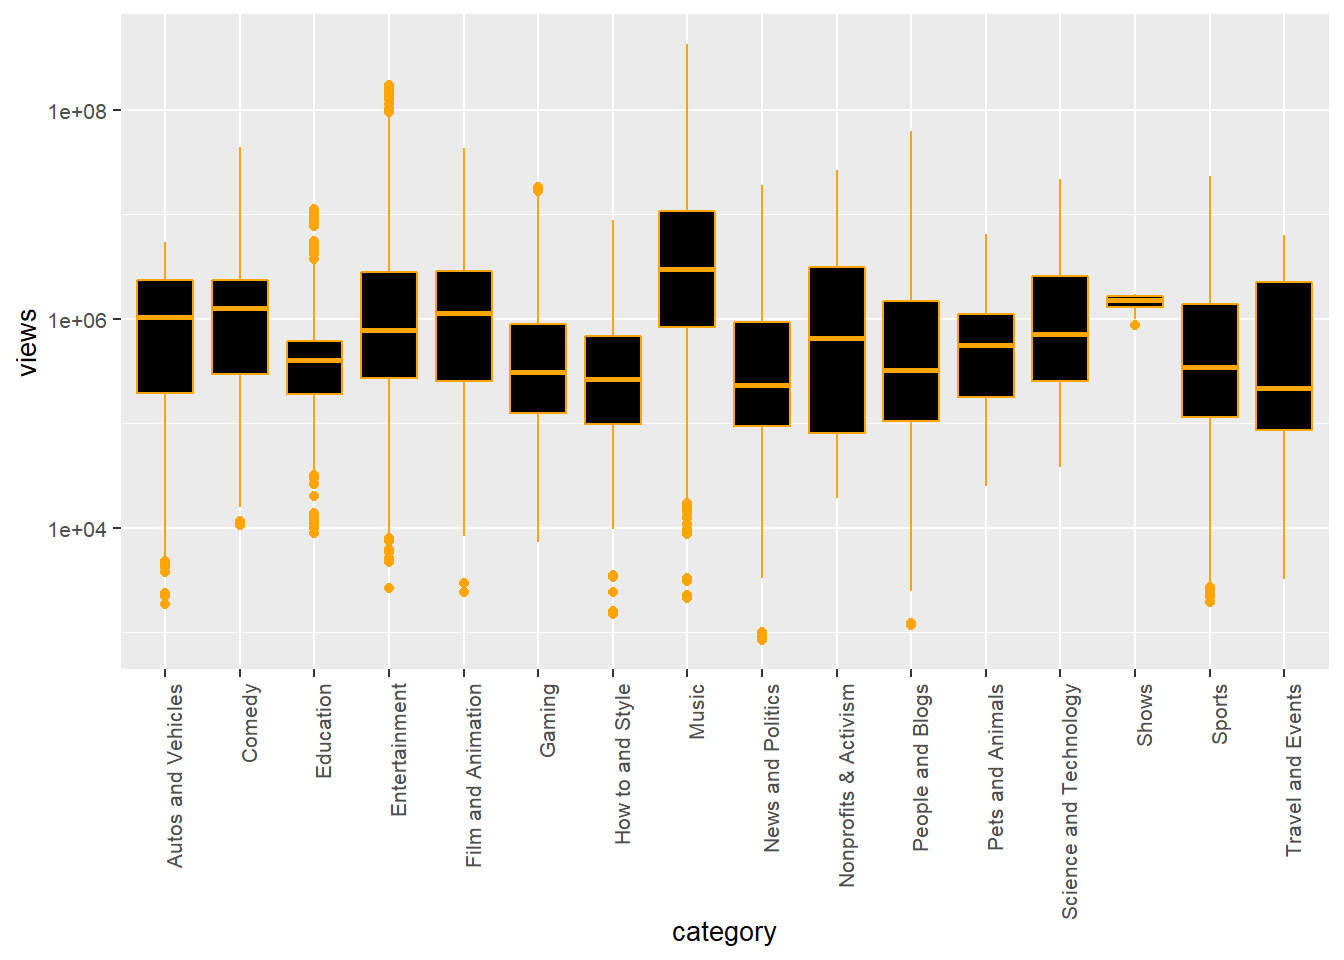 1e+08
1e+06
1e+04
views
Autos and Vehicles
Comedy
Education
Entertainment
Film and Animation
Gaming
How to and Style
Music
News and Politics
Nonprofits & Activism
People and Blogs
Pets and Animals
Science and Technology
Shows
Sports
Travel and Events
category